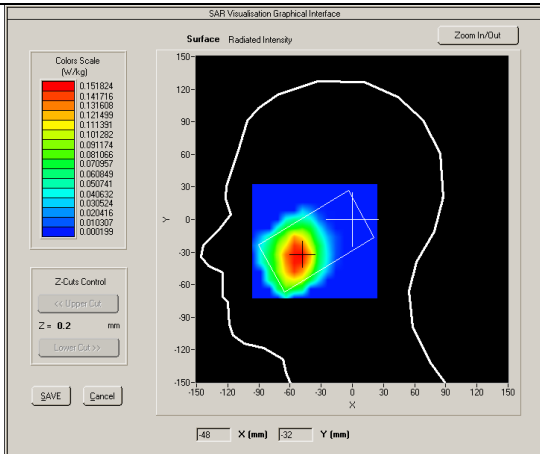 SAR Visualisation Graphical Interface
Surface Radiated Intensity
Zoom In/Out
Colors Scale
(W/kg)
0.151824
0.141716
0.131608
0.121499
0.111391
0.101282
0.091174
0.081066
0.070957
0.060849
0.050741
0.040632
0.030524
0.020416
0.010307
0.000199
Z-Cuts Control
<< Upper Cut
Z = 0.2 mm
Lower Cut >>
SAVE Cancel
150
120
90
60
30
0
-30
-60
-90
-120
-150
Y
-150 -120 -90 -60 -30 0 30 60 90 120 150
X
-48 X (mm) -32 Y (mm)